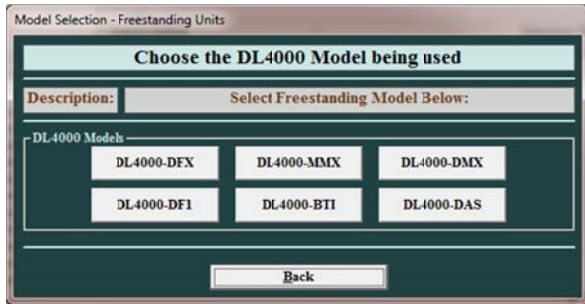 Model Selection - Freestanding Units
Choose the DL4000 Model being used
Description: Select Freestanding Model Below:
DL4000 Models
DL4000-DFX DL4000-MMX DL4000-DMX
DL4000-DF1 DL4000-BTI DL4000-DAS
Back